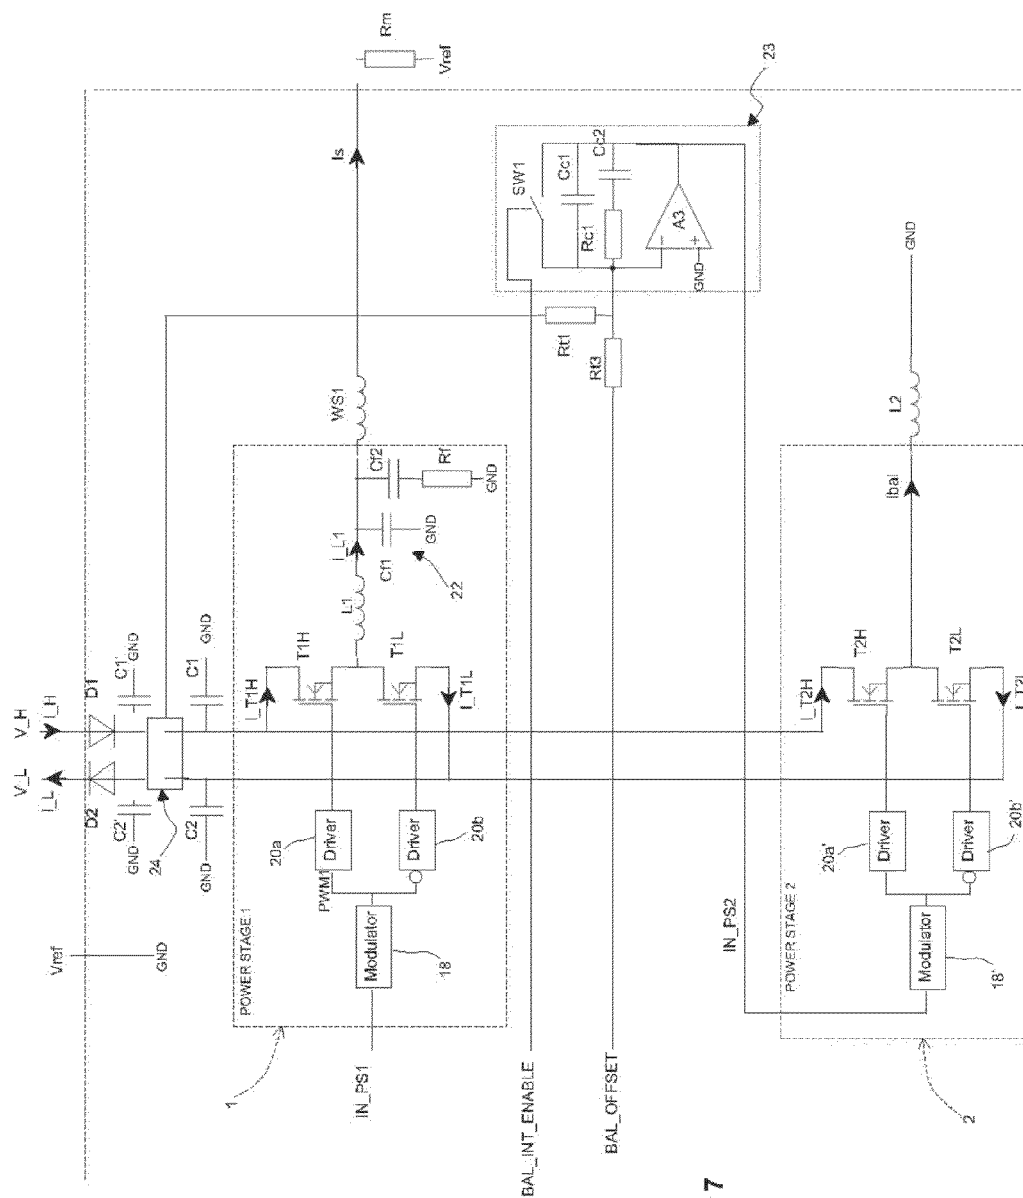 Rm
Vref
23
Is
SW1
Cc1
Cc2
Rc1
A3
-
+
GND
Rt1
Rt3
WS1
L2
GND
Cf2
Rf
GND
I_L1
Cf1
GND
22
L1
Ibal
V_H
I_H
D1
C1'
GND
C1
GND
I_T1H
T1H
T1L
I_T1L
I_T2H
T2H
T2L
I_T2L
V_L
I_L
D2
C2'
GND
24
C2
GND
20a
Driver
PWM1
Driver
20b
20a'
Driver
Driver
20b'
Vref
GND
POWER STAGE 1
Modulator
18
IN_PS2
POWER STAGE 2
Modulator
18'
1
IN_PS1
BAL_INT_ENABLE
BAL_OFFSET
2
7